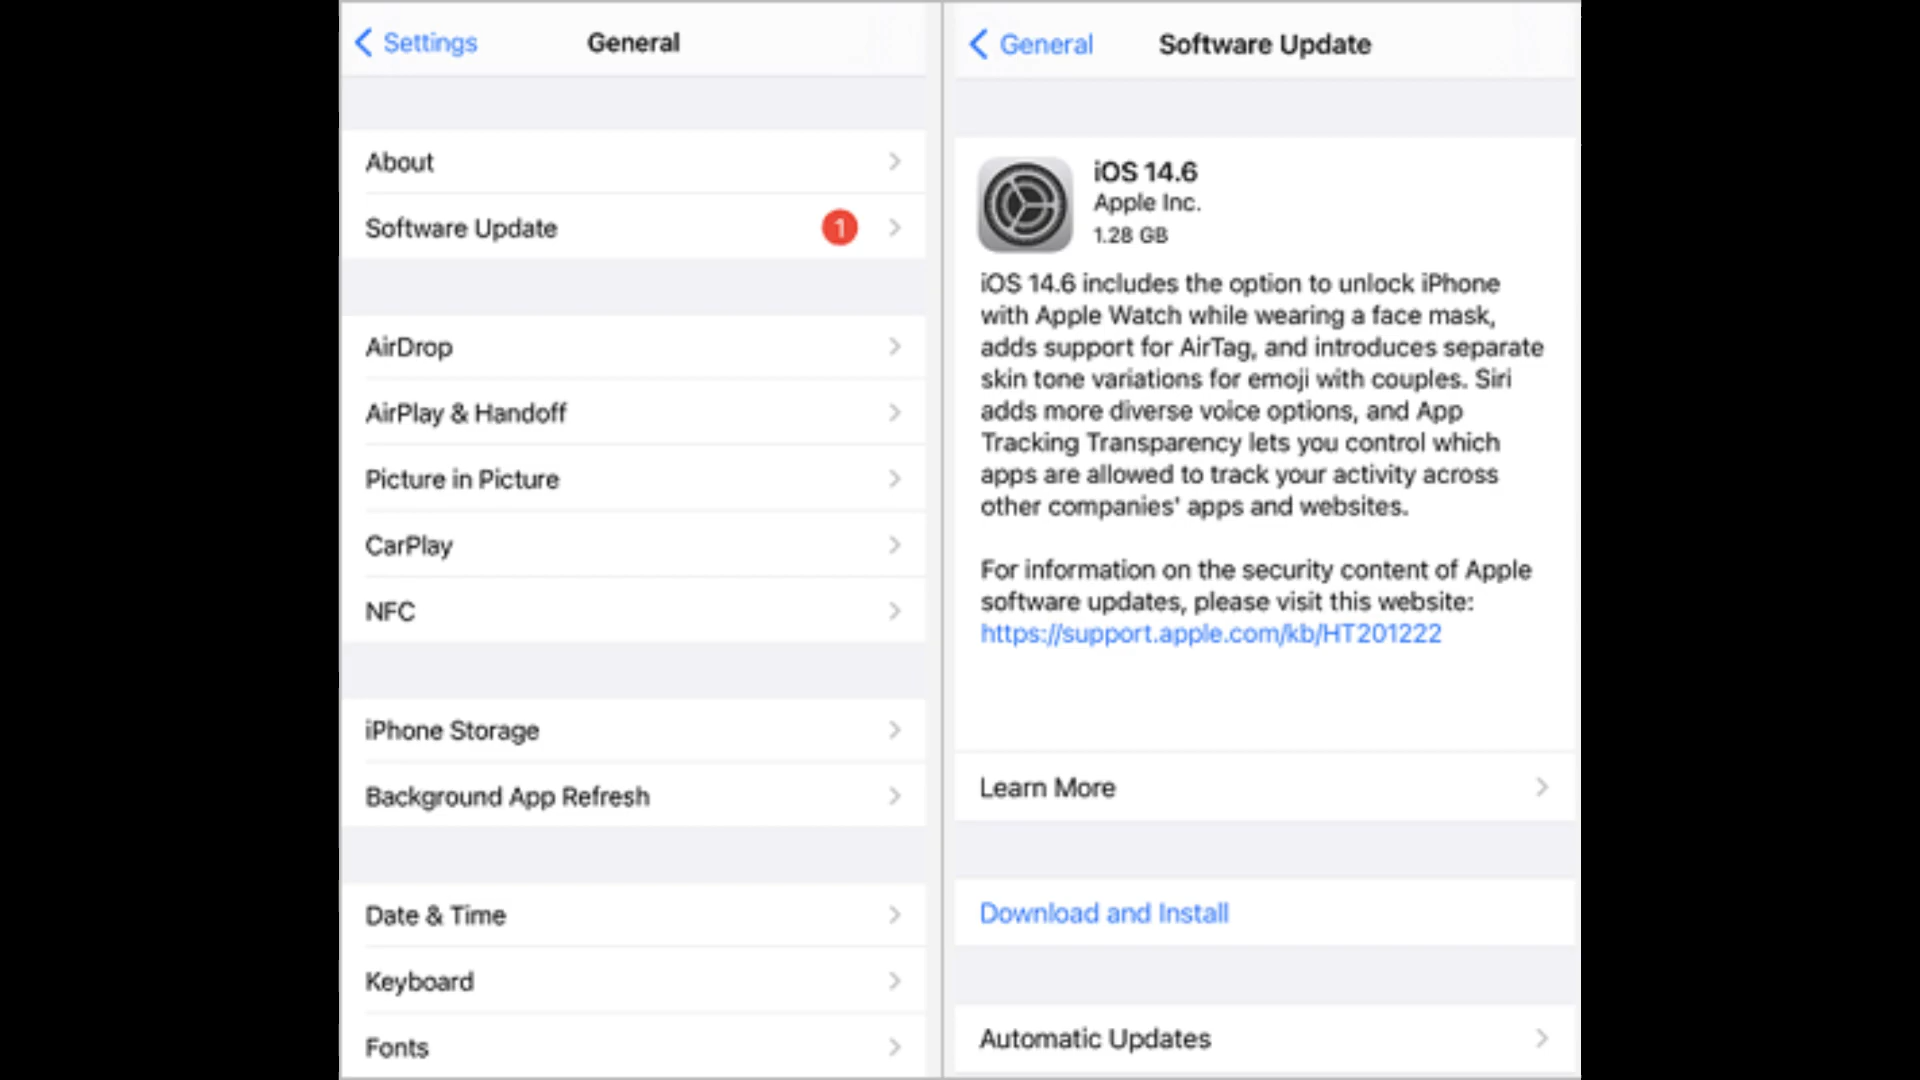 Settings
General
About
Software Update
1
AirDrop
AirPlay & Handoff
Picture in Picture
CarPlay
NFC
iPhone Storage
Background App Refresh
Date & Time
Keyboard
Fonts
General
Software Update
iOS 14.6
Apple Inc.
1.28 GB
iOS 14.6 includes the option to unlock iPhone
with Apple Watch while wearing a face mask,
adds support for AirTag, and introduces separate
skin tone variations for emoji with couples. Siri
adds more diverse voice options, and App
Tracking Transparency lets you control which
apps are allowed to track your activity across
other companies' apps and websites.
For information on the security content of Apple
software updates, please visit this website:
https://support.apple.com/kb/HT201222
Learn More
Download and Install
Automatic Updates